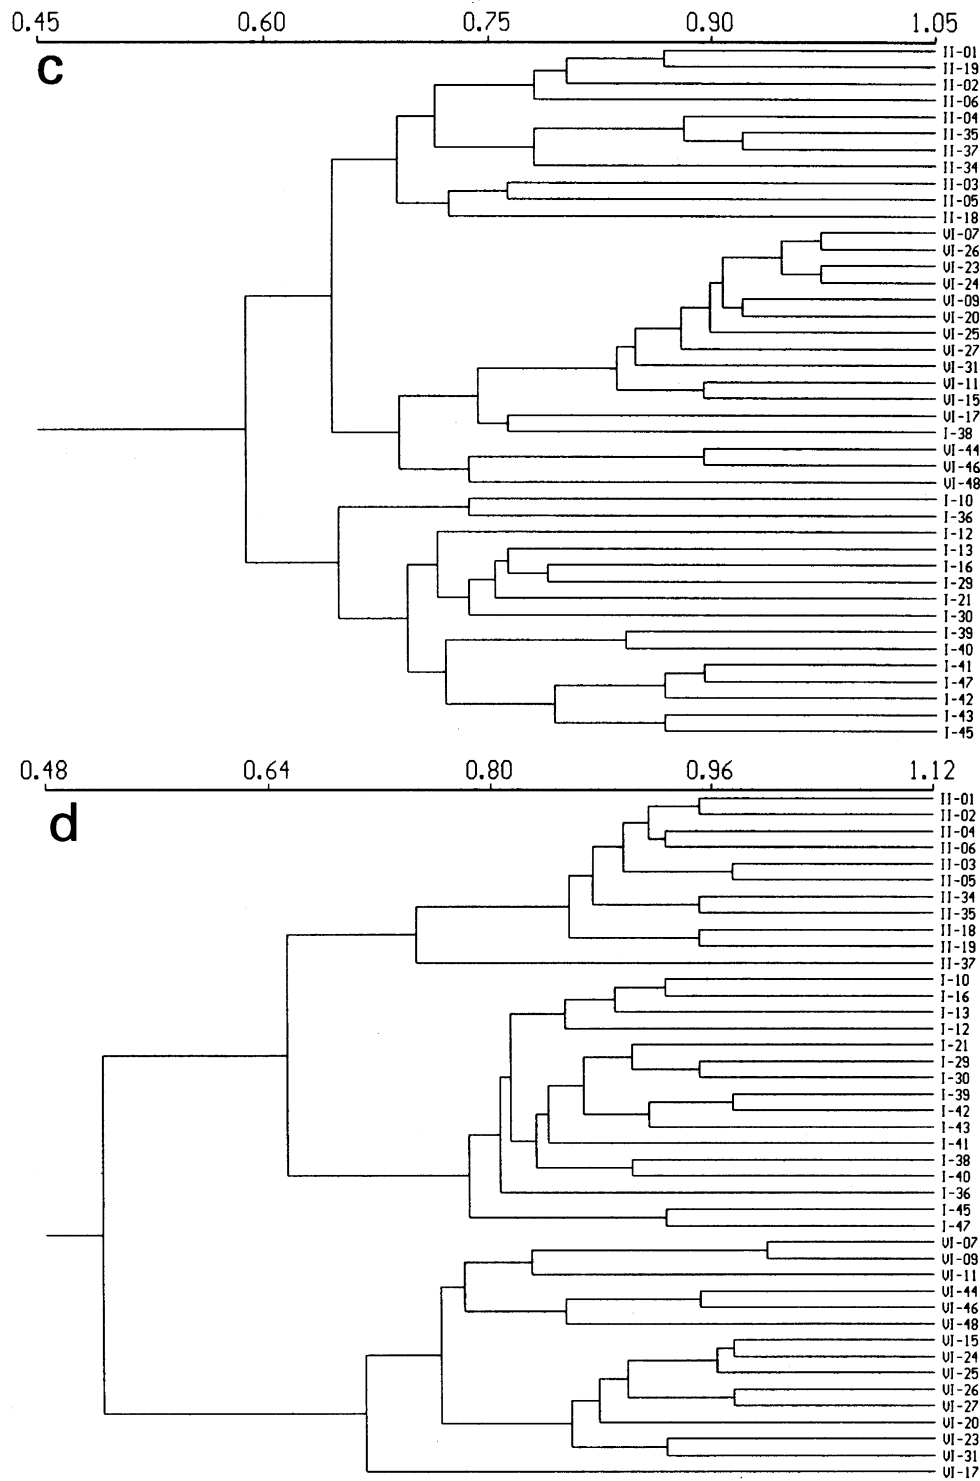 0.45 0.60 0.75 0.90 1.05
c
II-01
II-19
II-02
II-06
II-04
II-35
II-37
II-34
II-03
II-05
II-18
VI-07
VI-26
VI-23
VI-24
VI-09
VI-20
VI-25
VI-27
VI-31
VI-11
VI-15
VI-17
I-38
VI-44
VI-46
VI-48
I-10
I-36
I-12
I-13
I-16
I-29
I-21
I-30
I-39
I-40
I-41
I-47
I-42
I-43
I-45
0.48 0.64 0.80 0.96 1.12
d
II-01
II-02
II-04
II-06
II-03
II-05
II-34
II-35
II-18
II-19
II-37
I-10
I-16
I-13
I-12
I-21
I-29
I-30
I-39
I-42
I-43
I-41
I-38
I-40
I-36
I-45
I-47
VI-07
VI-09
VI-11
VI-44
VI-46
VI-48
VI-15
VI-24
VI-25
VI-26
VI-27
VI-20
VI-23
VI-31
VI-17